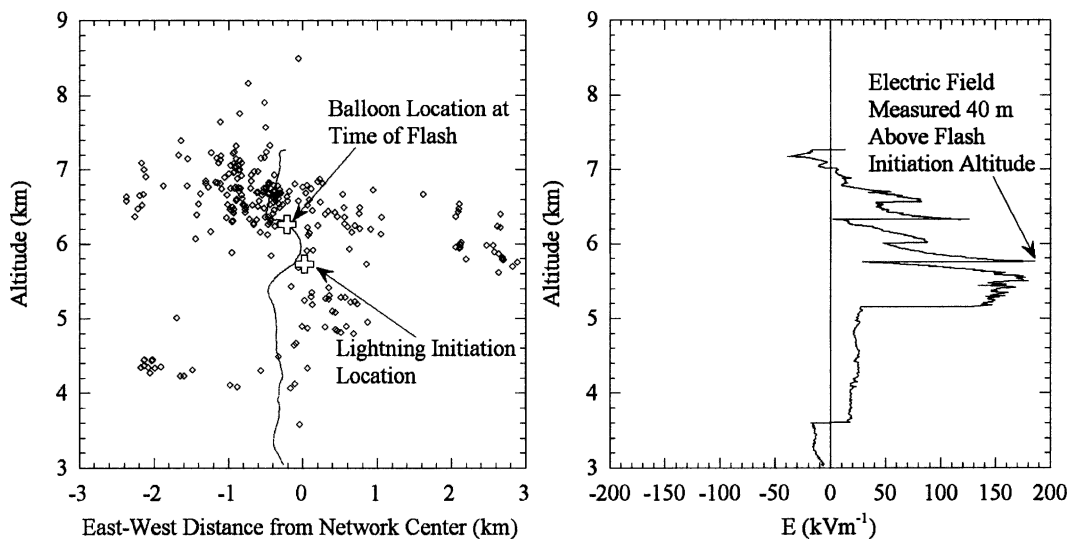 9
8
7
6
5
4
3
Altitude (km)
-3
-2
-1
0
1
2
3
East-West Distance from Network Center (km)
Balloon Location at
Time of Flash
Lightning Initiation
Location
9
8
7
6
5
4
3
Altitude (km)
-200
-150
-100
-50
0
50
100
150
200
E (kVm-1)
Electric Field
Measured 40 m
Above Flash
Initiation Altitude